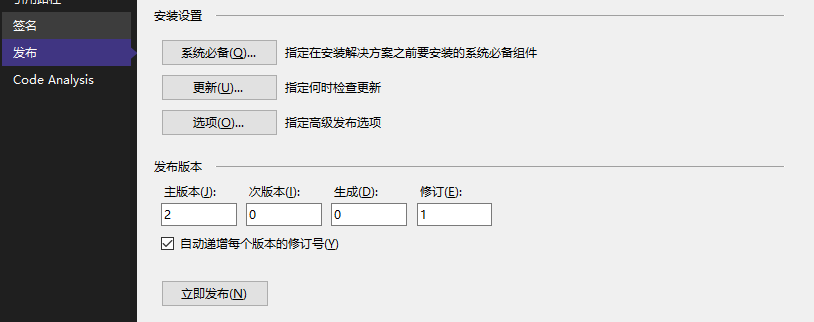 安装设置
签名
系统必备(Q)... 指定在安装解决方案之前要安装的系统必备组件
发布
Code Analysis
更新(U)... 指定何时检查更新
选项(O)... 指定高级发布选项
发布版本
主版本(J): 次版本(I): 生成(D): 修订(E):
2 0 0 1
自动递增每个版本的修订号(Y)
立即发布(N)